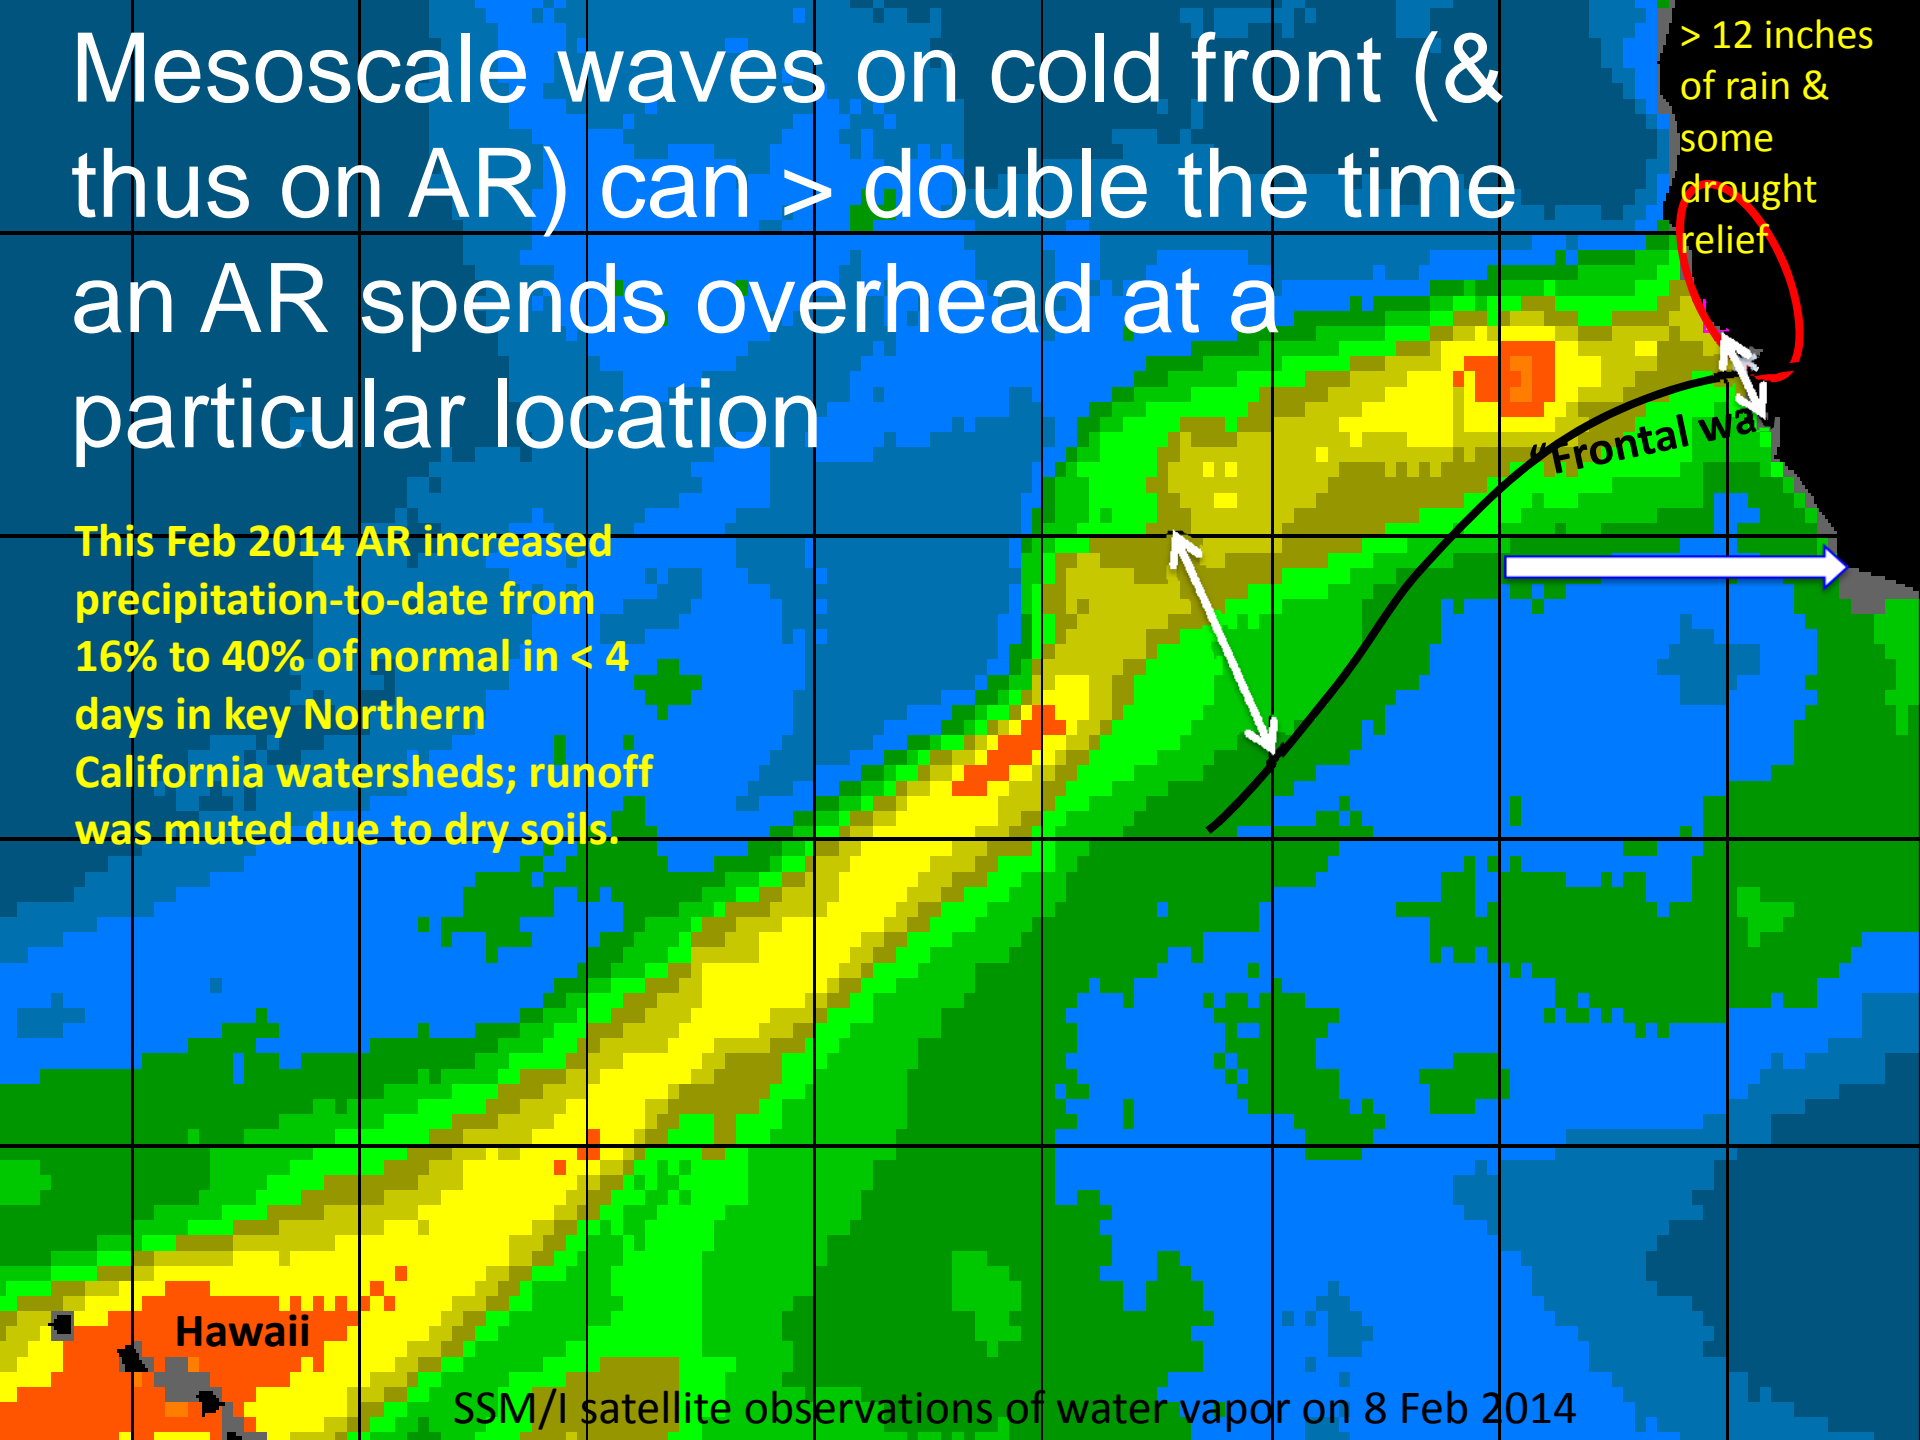 Mesoscale waves on cold front (&
thus on AR) can > double the time
an AR spends overhead at a
particular location
> 12 inches
of rain &
some
drought
relief
"Frontal wav
This Feb 2014 AR increased
precipitation-to-date from
16% to 40% of normal in < 4
days in key Northern
California watersheds; runoff
was muted due to dry soils.
Hawaii
SSM/I satellite observations of water vapor on 8 Feb 2014